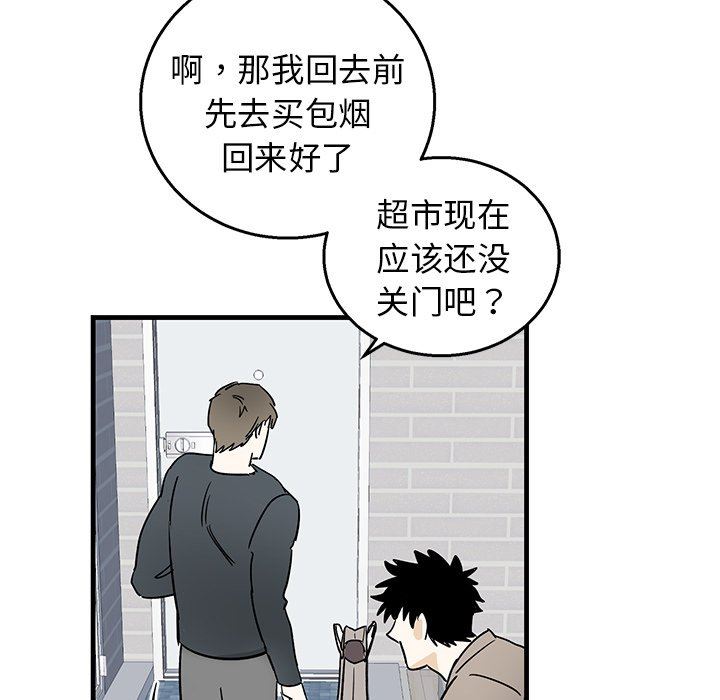 啊，那我回去前
先去买包烟
回来好了
超市现在
应该还没
关门吧？